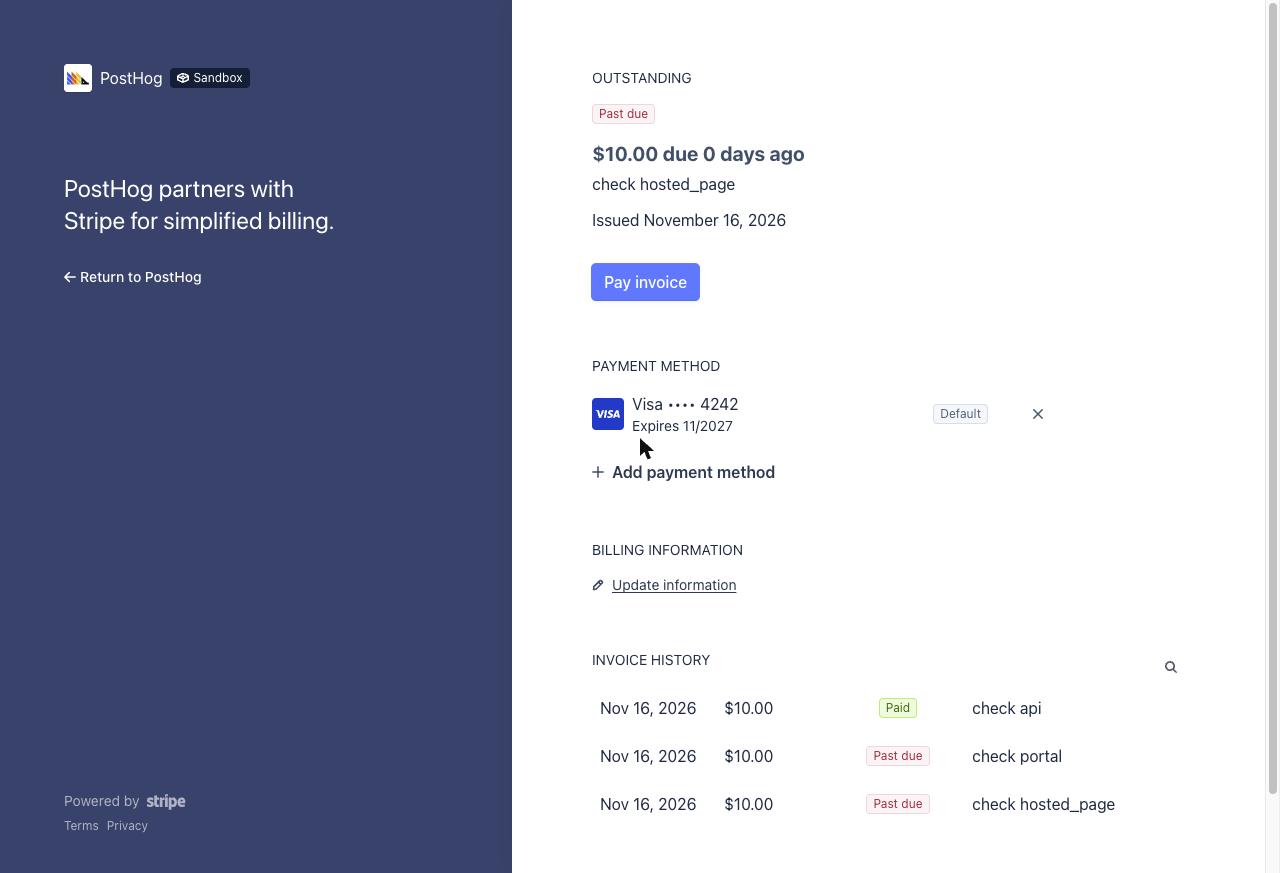 PostHog Sandbox
PostHog partners with
Stripe for simplified billing.
Return to PostHog
Powered by stripe
Terms Privacy
OUTSTANDING
Past due
$10.00 due 0 days ago
check hosted_page
Issued November 16, 2026
Pay invoice
PAYMENT METHOD
VISA Visa •••• 4242 Default
Expires 11/2027
Add payment method
BILLING INFORMATION
Update information
INVOICE HISTORY
Nov 16, 2026 $10.00 Paid check api
Nov 16, 2026 $10.00 Past due check portal
Nov 16, 2026 $10.00 Past due check hosted_page